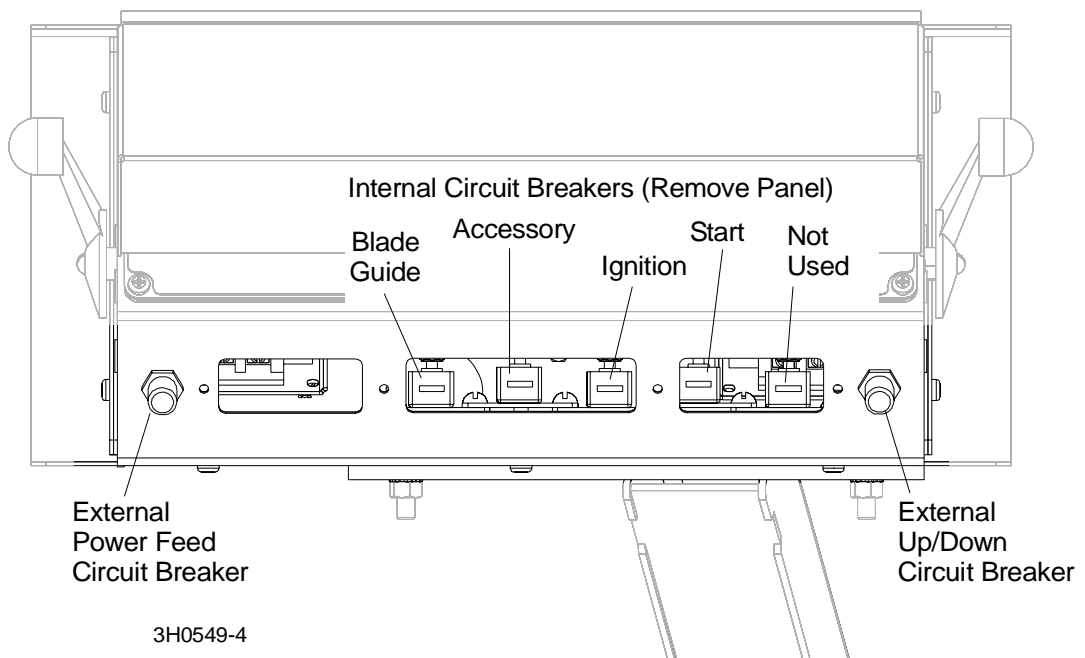 Internal Circuit Breakers (Remove Panel)
Blade
Guide
Accessory
Ignition
Start
Not
Used
External
Power Feed
Circuit Breaker
External
Up/Down
Circuit Breaker
3H0549-4